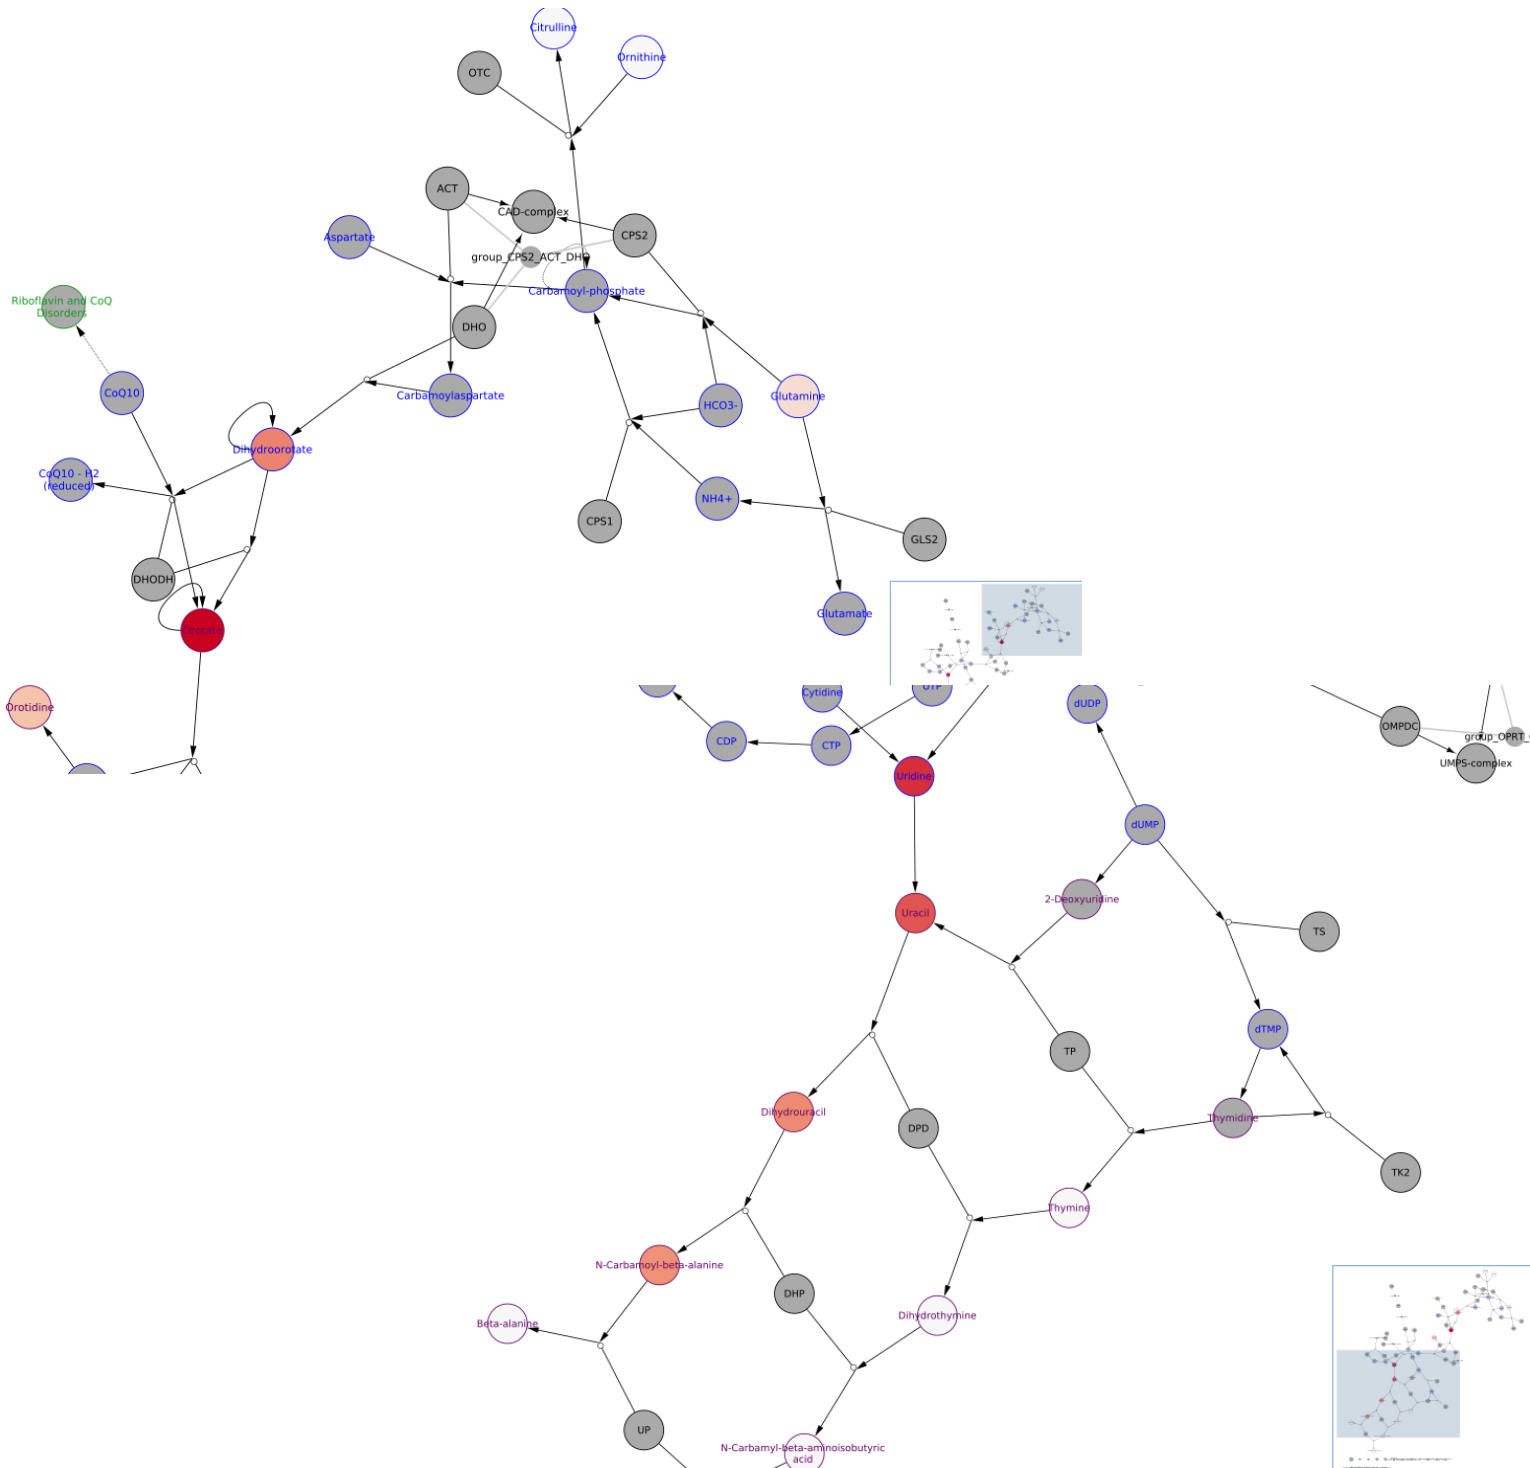 Citrulline
Ornithine
OTC
ACT
CAD-complex
CPS2
Aspartate
group_CPS2_ACT_DHO
Carbamoyl-phosphate
Riboflavin and CoQ
Disorders
DHO
CoQ10
Carbamoylaspartate
HCO3-
Glutamine
Dihydroorotate
CoQ10 - H2
(reduced)
NH4+
CPS1
GLS2
DHODH
Glutamate
Orotate
Orotidine
Cytidine
UTP
dUDP
CDP
CTP
OMPDC
group_OPRT_
UMPS-complex
Uridine
dUMP
2-Deoxyuridine
Uracil
TS
dTMP
TP
Dihydrouracil
DPD
Thymidine
TK2
Thymine
N-Carbamoyl-beta-alanine
DHP
Beta-alanine
Dihydrothymine
UP
N-Carbamyl-beta-aminoisobutyric
acid